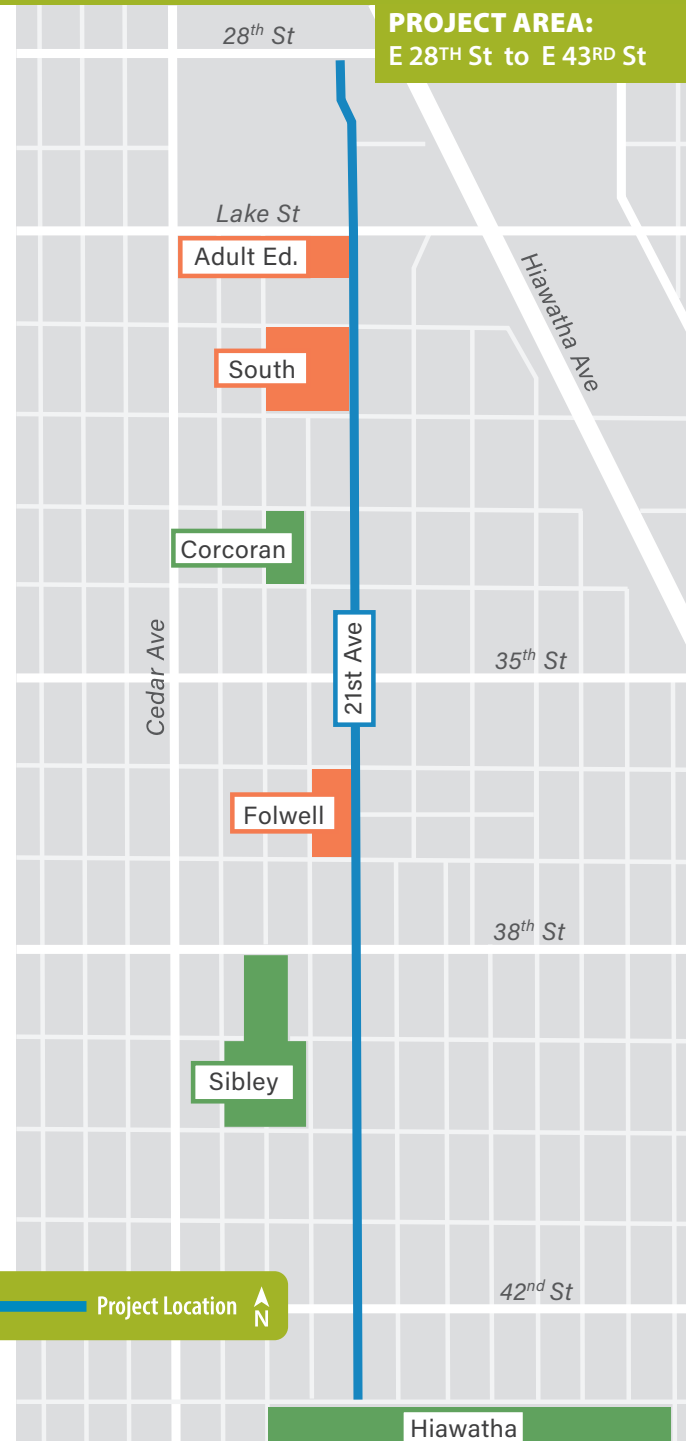 PROJECT AREA:
E 28TH St to E 43RD St
28th St
Lake St
Adult Ed.
Hiawatha Ave
South
Corcoran
Cedar Ave
21st Ave
35th St
Folwell
38th St
Sibley
42nd St
Project Location
N
Hiawatha